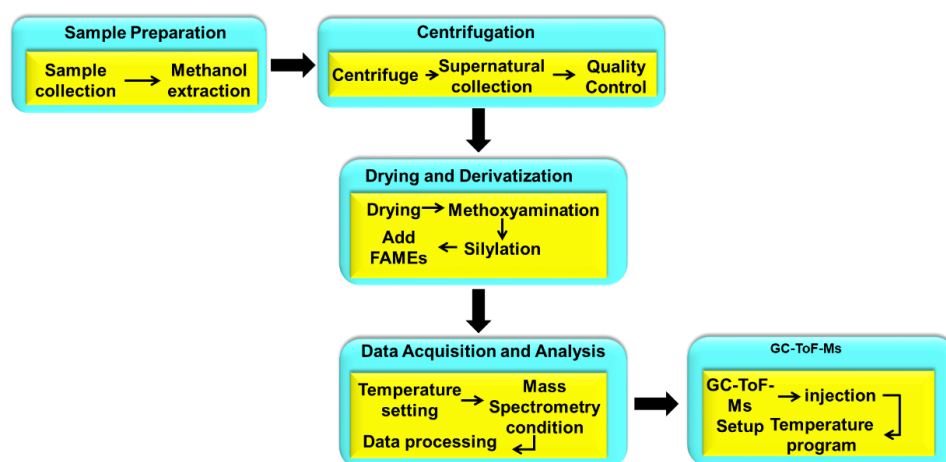 Sample Preparation
Sample
collection
Methanol
extraction
Centrifugation
Centrifuge
Supernatural
collection
Quality
Control
Drying and Derivatization
Drying
Methoxyamination
Silylation
Add
FAMEs
Data Acquisition and Analysis
Temperature
setting
Mass
Spectrometry
condition
Data processing
GC-ToF-Ms
GC-ToF-
Ms
Setup
injection
Temperature
program